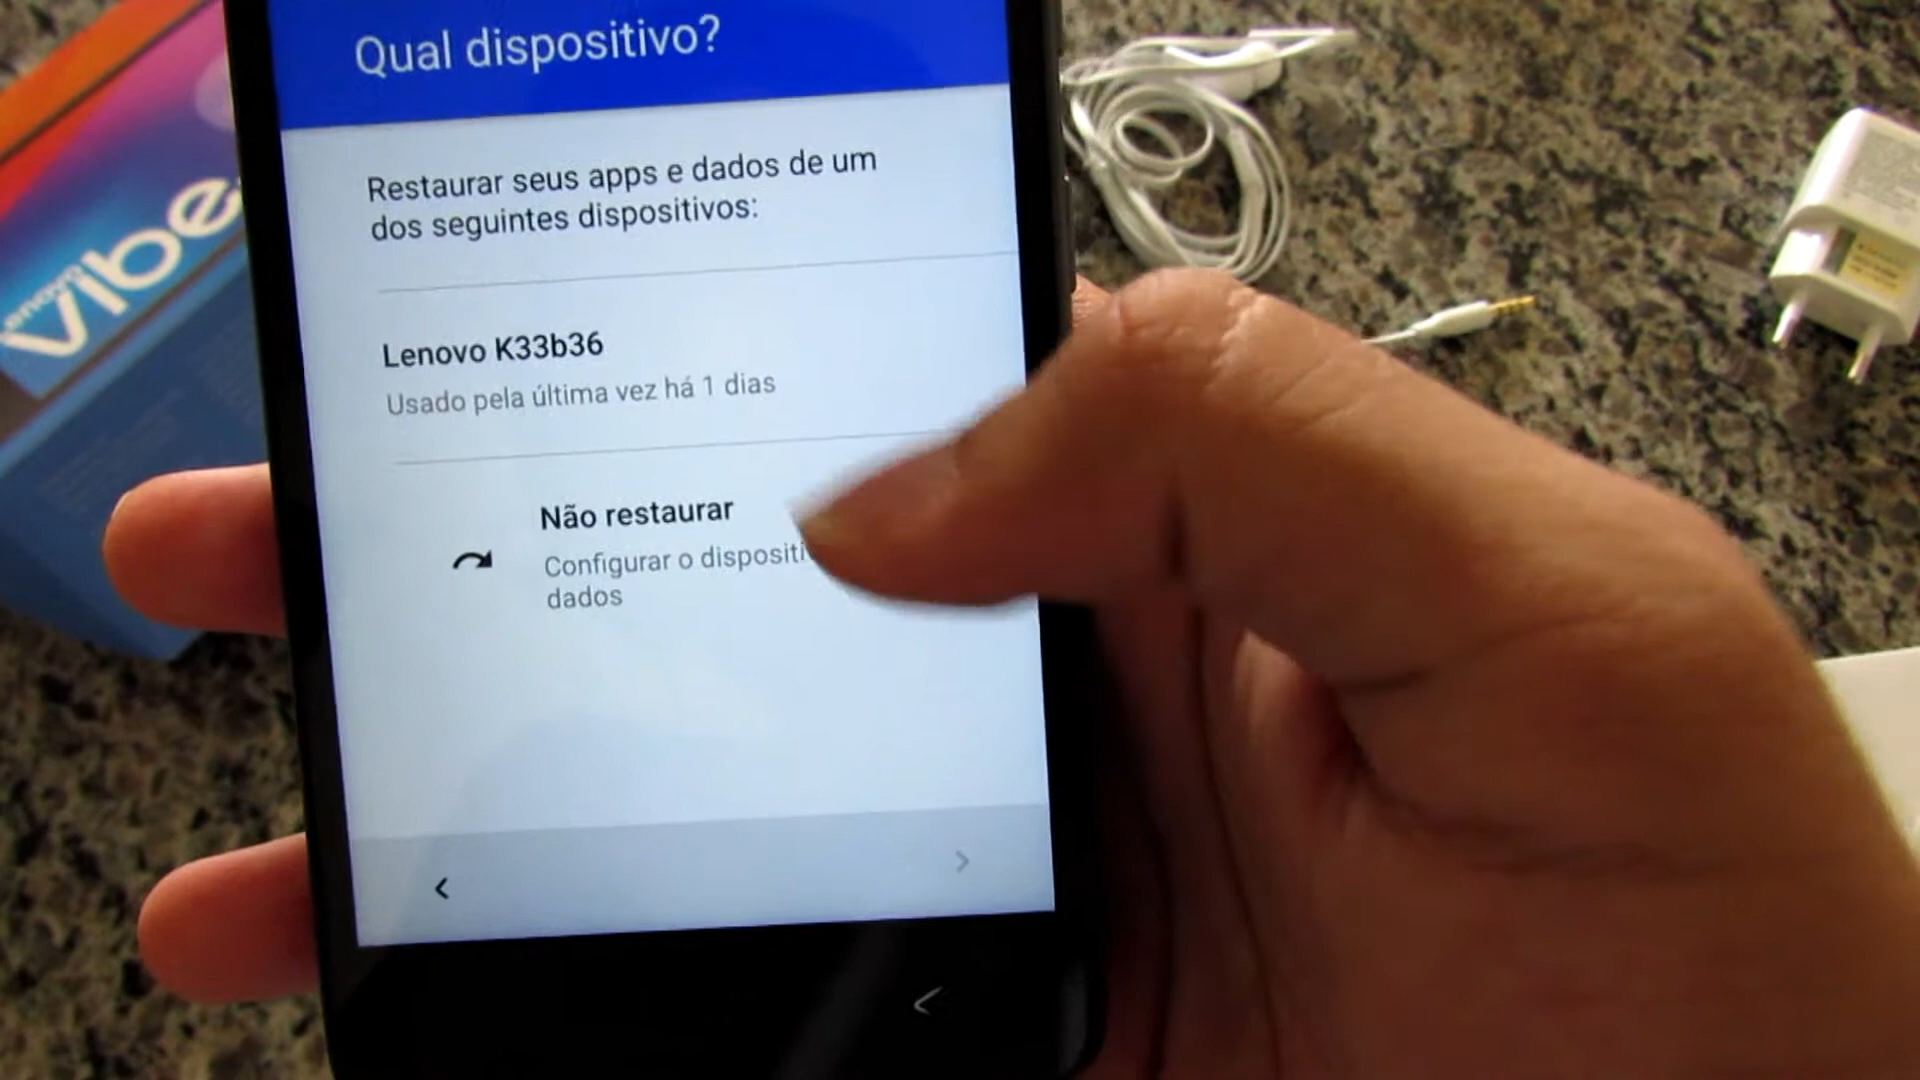 Qual dispositivo?
Restaurar seus apps e dados de um
dos seguintes dispositivos:
Lenovo K33b36
Usado pela última vez há 1 dias
Não restaurar
Configurar o dispositi
dados
lenovo
vibe